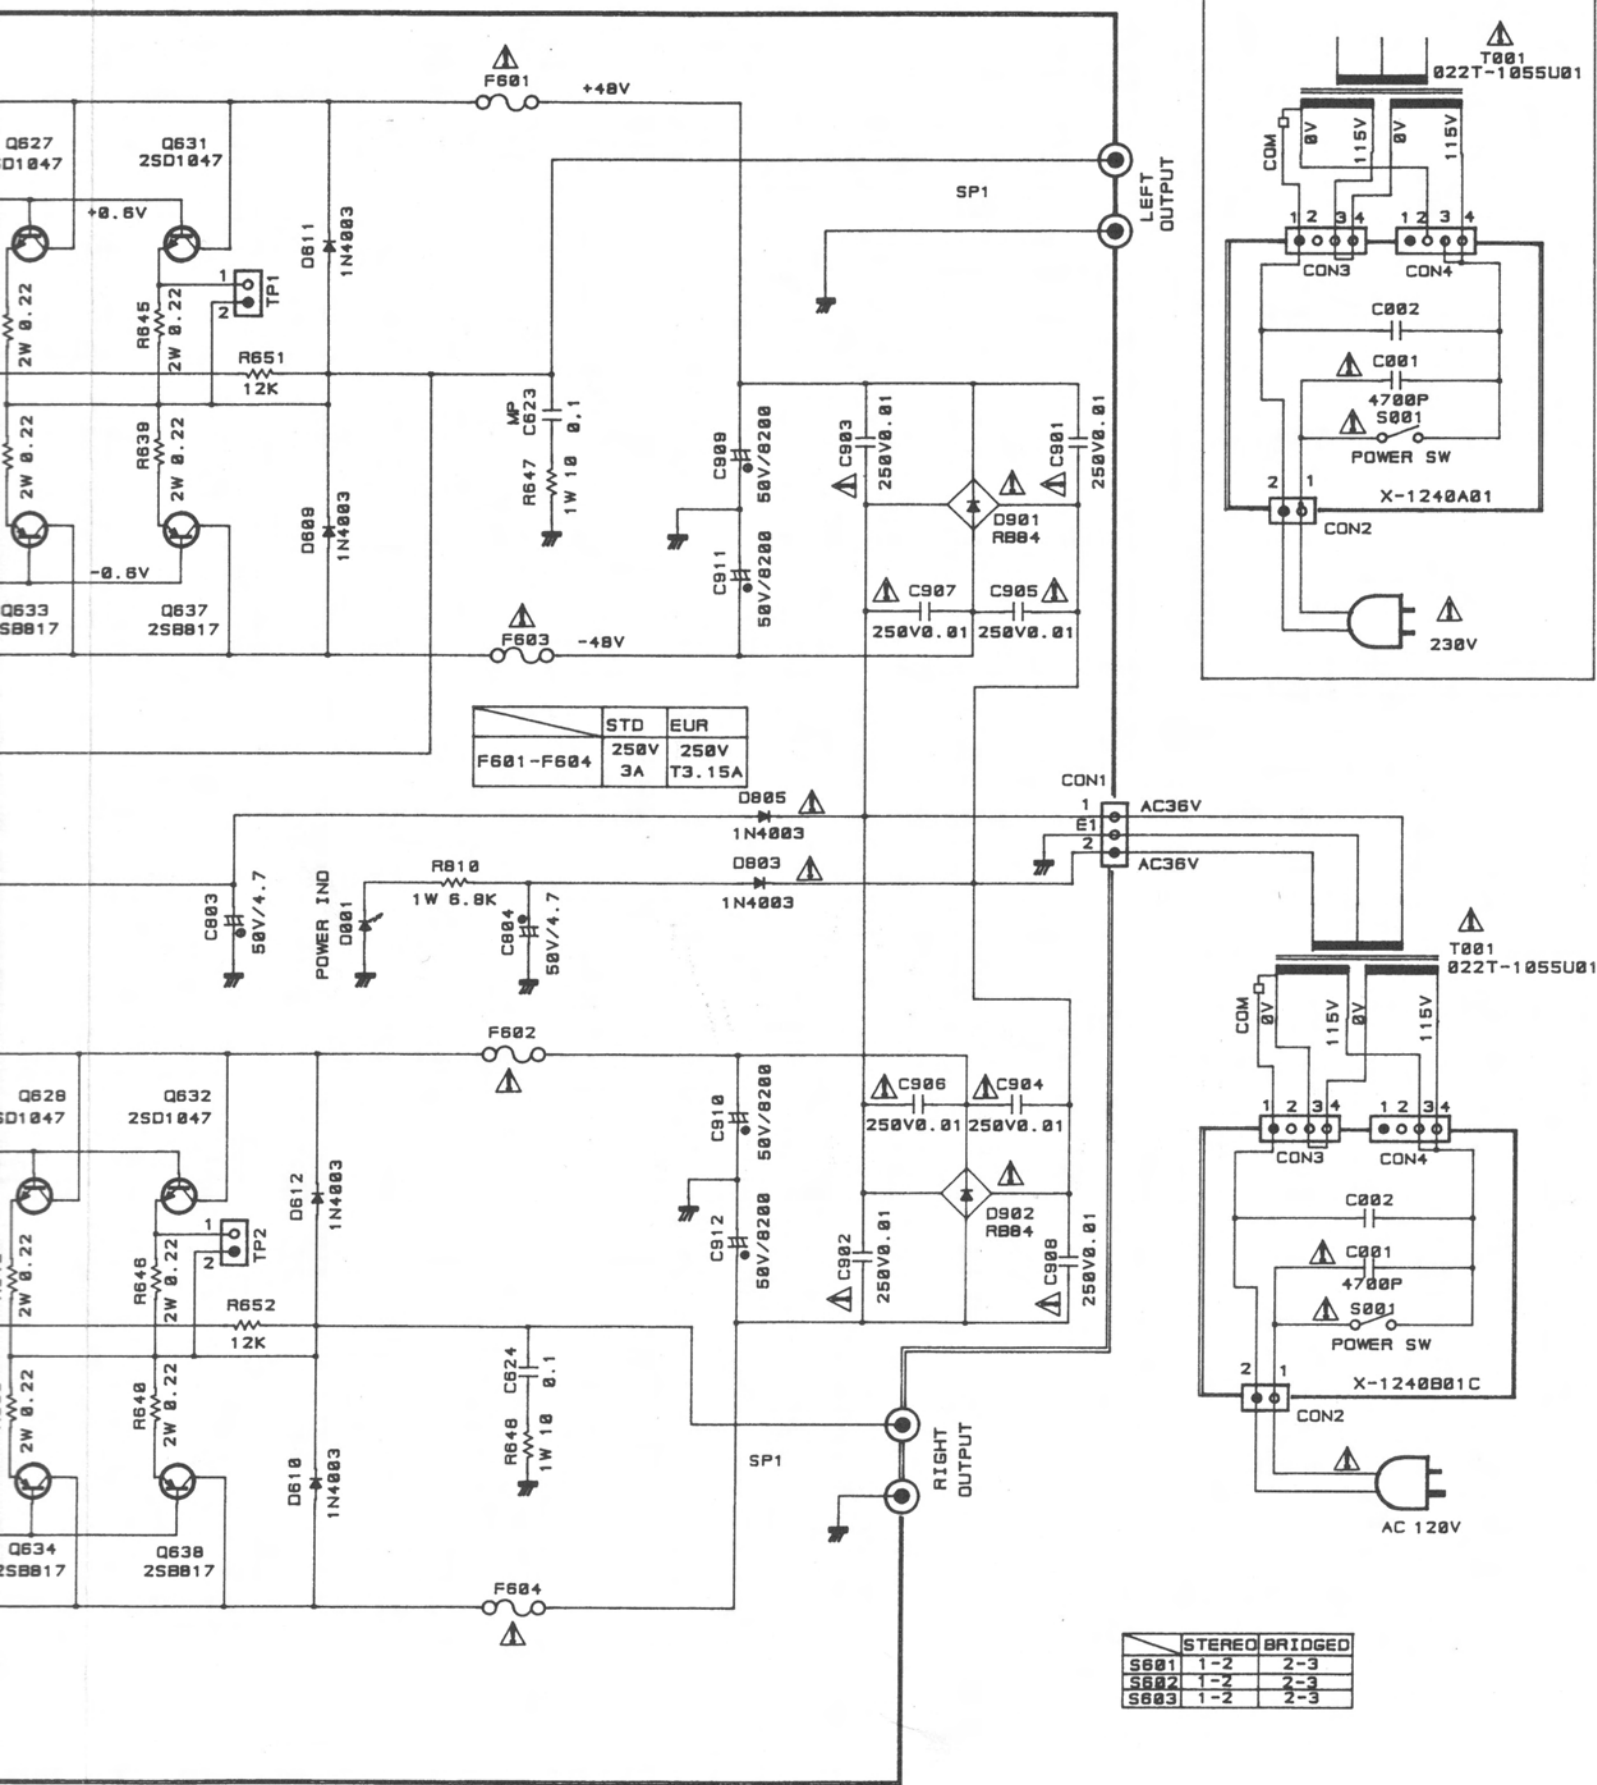 F601
+48V
Q627
SD1047
Q631
2SD1047
+0.6V
D611
1N4003
SP1
LEFT
OUTPUT
1
2
TP1
2W 0.22
R645
2W 0.22
R651
12K
MP
C623
0.1
R647
1W 10
2W 0.22
R639
2W 0.22
D609
1N4003
-0.6V
Q633
SB817
Q637
2SB817
F603
-48V
C909
50V/8200
C911
50V/8200
C903
250V0.01
C901
250V0.01
D901
RB84
C907
250V0.01
C905
250V0.01
T001
022T-1055U01
COM
0V
115V
0V
115V
1 2 3 4
1 2 3 4
CON3
CON4
C002
C001
4700P
S001
POWER SW
2 1
X-1240A01
CON2
230V
STD EUR
F601-F604
250V 250V
3A T3.15A
D805
1N4003
CON1
1
E1
2
AC36V
AC36V
R810
1W 6.8K
D803
1N4003
C803
50V/4.7
POWER IND
D001
C804
50V/4.7
T001
022T-1055U01
COM
0V
115V
0V
115V
1 2 3 4
1 2 3 4
CON3
CON4
C002
C001
4700P
S001
POWER SW
2 1
X-1240B01C
CON2
AC 120V
F602
Q628
SD1047
Q632
2SD1047
D612
1N4003
1
2
TP2
2W 0.22
R646
2W 0.22
R652
12K
C624
0.1
R648
1W 10
2W 0.22
R640
2W 0.22
D610
1N4003
Q634
2SB817
Q638
2SB817
F604
C910
50V/8200
C912
50V/8200
C906
250V0.01
C904
250V0.01
D902
RB84
C902
250V0.01
C908
250V0.01
SP1
RIGHT
OUTPUT
STEREO BRIDGED
S601 1-2 2-3
S602 1-2 2-3
S603 1-2 2-3